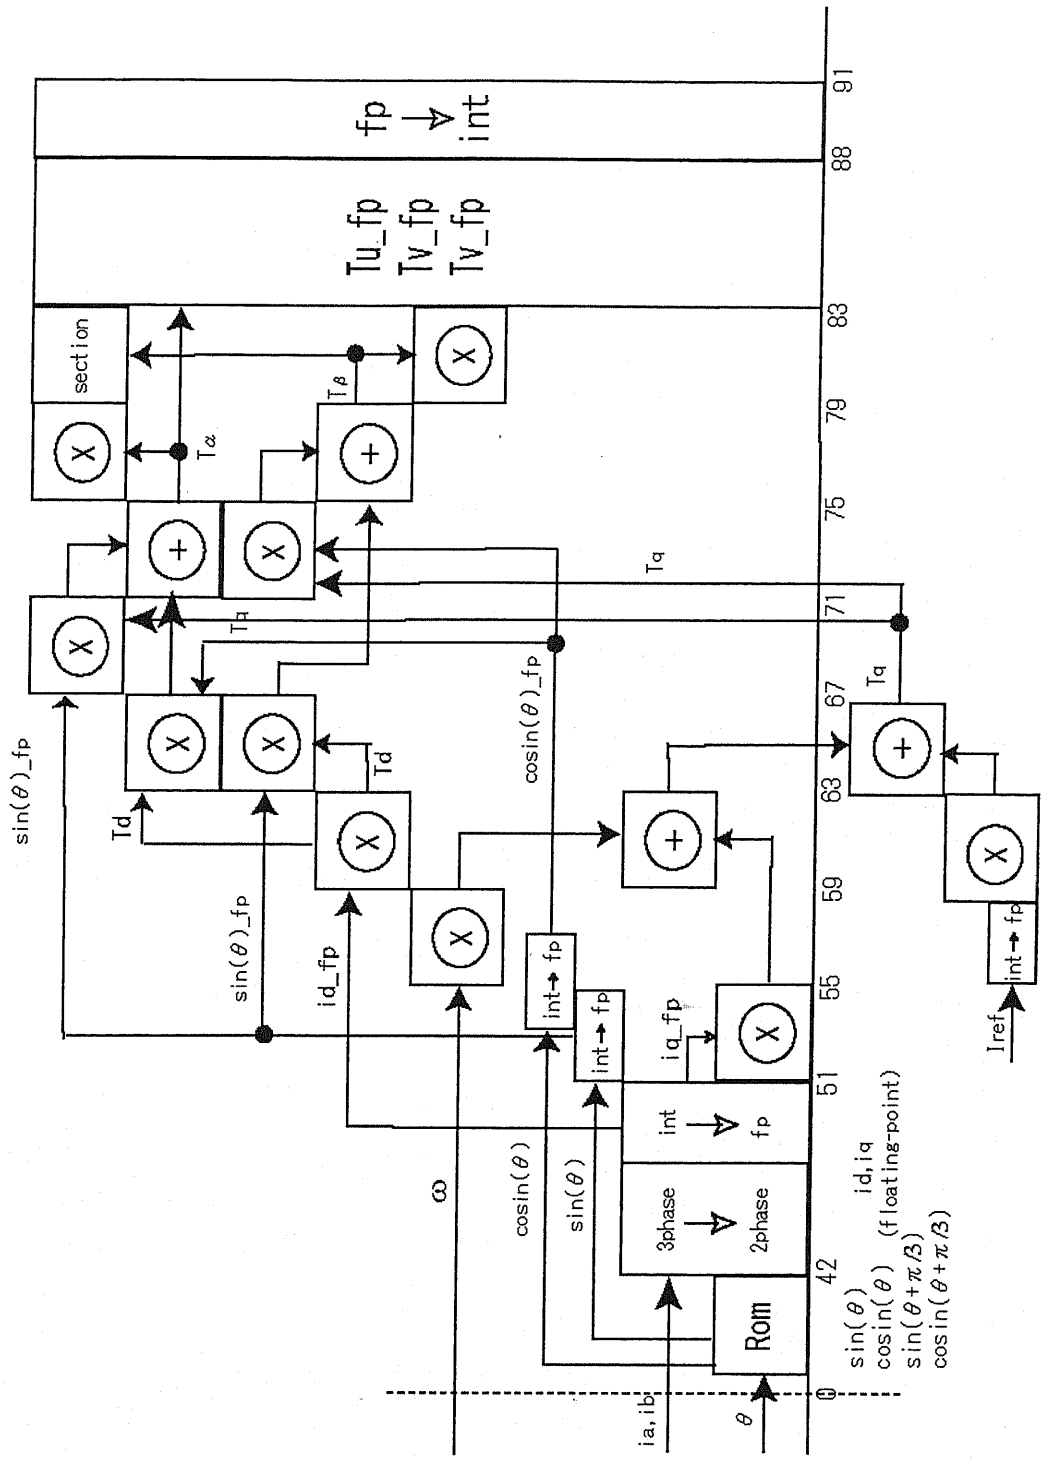 θ
ia,ib
Rom
3phase
2phase
int
fp
ω
cosin(θ)
sin(θ)
int→fp
int→fp
iq_fp
X
X
id_fp
sin(θ)_fp
sin(θ)_fp
cosin(θ)_fp
X
Td
Td
+
X
X
X
Tq
Tq
Tq
+
X
+
X
Tα
+
Tβ
section
X
Iref
int→fp
X
+
Tu_fp
Tv_fp
Tv_fp
fp
int
0
42
51
55
59
63
67
71
75
79
83
88
91
sin(θ)
cosin(θ)
sin(θ+π/3)
cosin(θ+π/3)
id,iq
(floating-point)